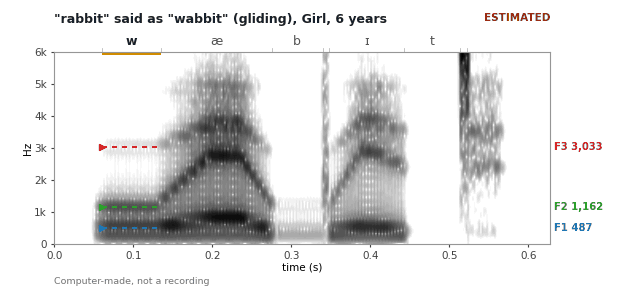 "rabbit" said as "wabbit" (gliding), Girl, 6 years
ESTIMATED
w æ b ɪ t
6k
5k
4k
3k
2k
1k
0
Hz
F3 3,033
F2 1,162
F1 487
0.0 0.1 0.2 0.3 0.4 0.5 0.6
time (s)
Computer-made, not a recording